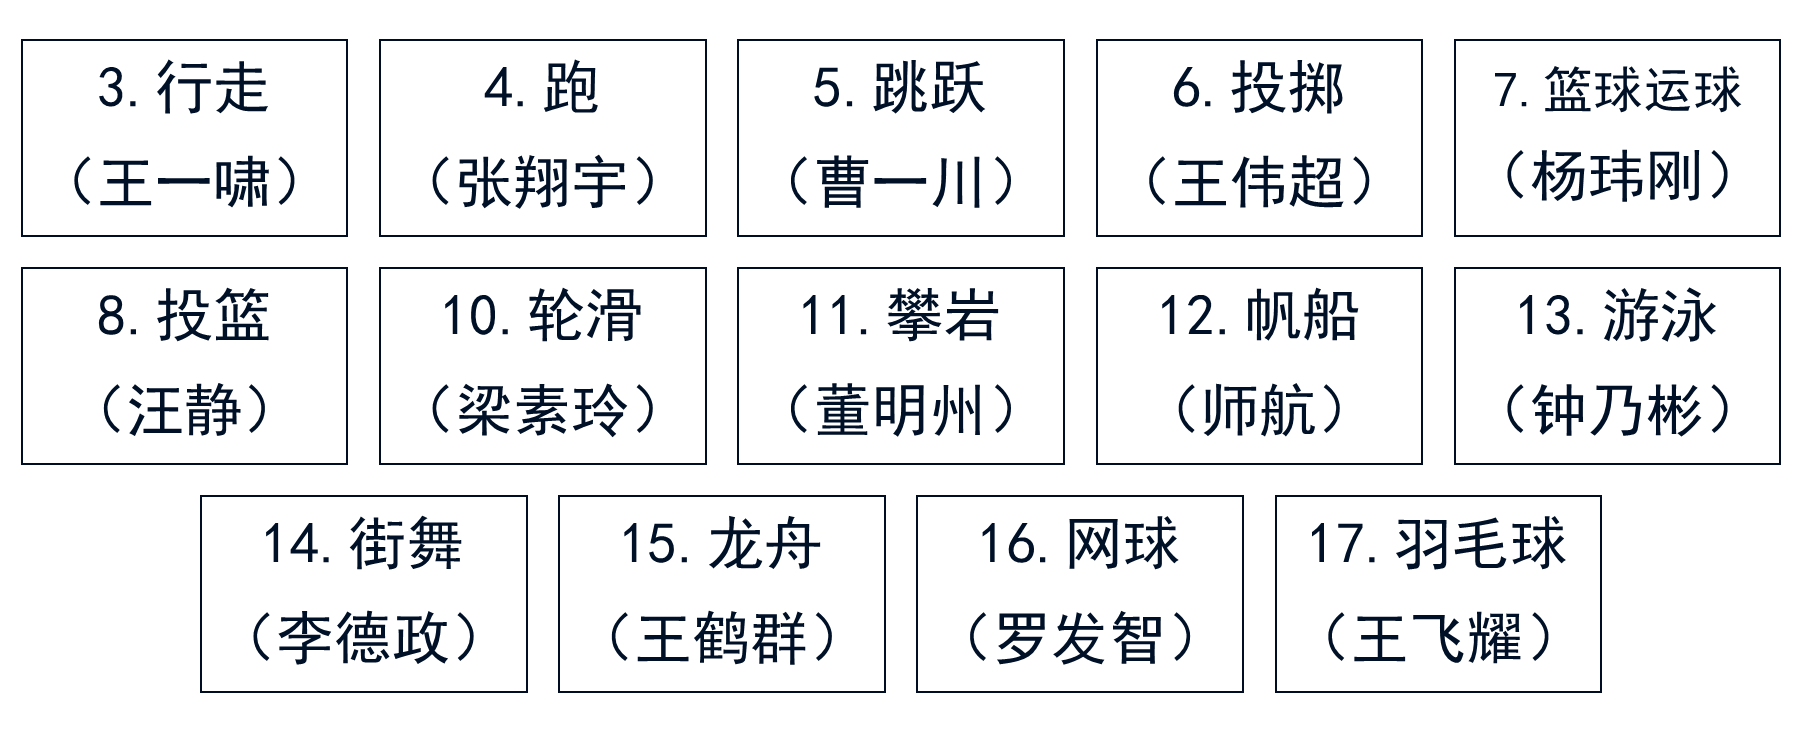 3. 行走
（王一啸）
4. 跑
（张翔宇）
5. 跳跃
（曹一川）
6. 投掷
（王伟超）
7. 篮球运球
（杨玮刚）
8. 投篮
（汪静）
10. 轮滑
（梁素玲）
11. 攀岩
（董明州）
12. 帆船
（师航）
13. 游泳
（钟乃彬）
14. 街舞
（李德政）
15. 龙舟
（王鹤群）
16. 网球
（罗发智）
17. 羽毛球
（王飞耀）